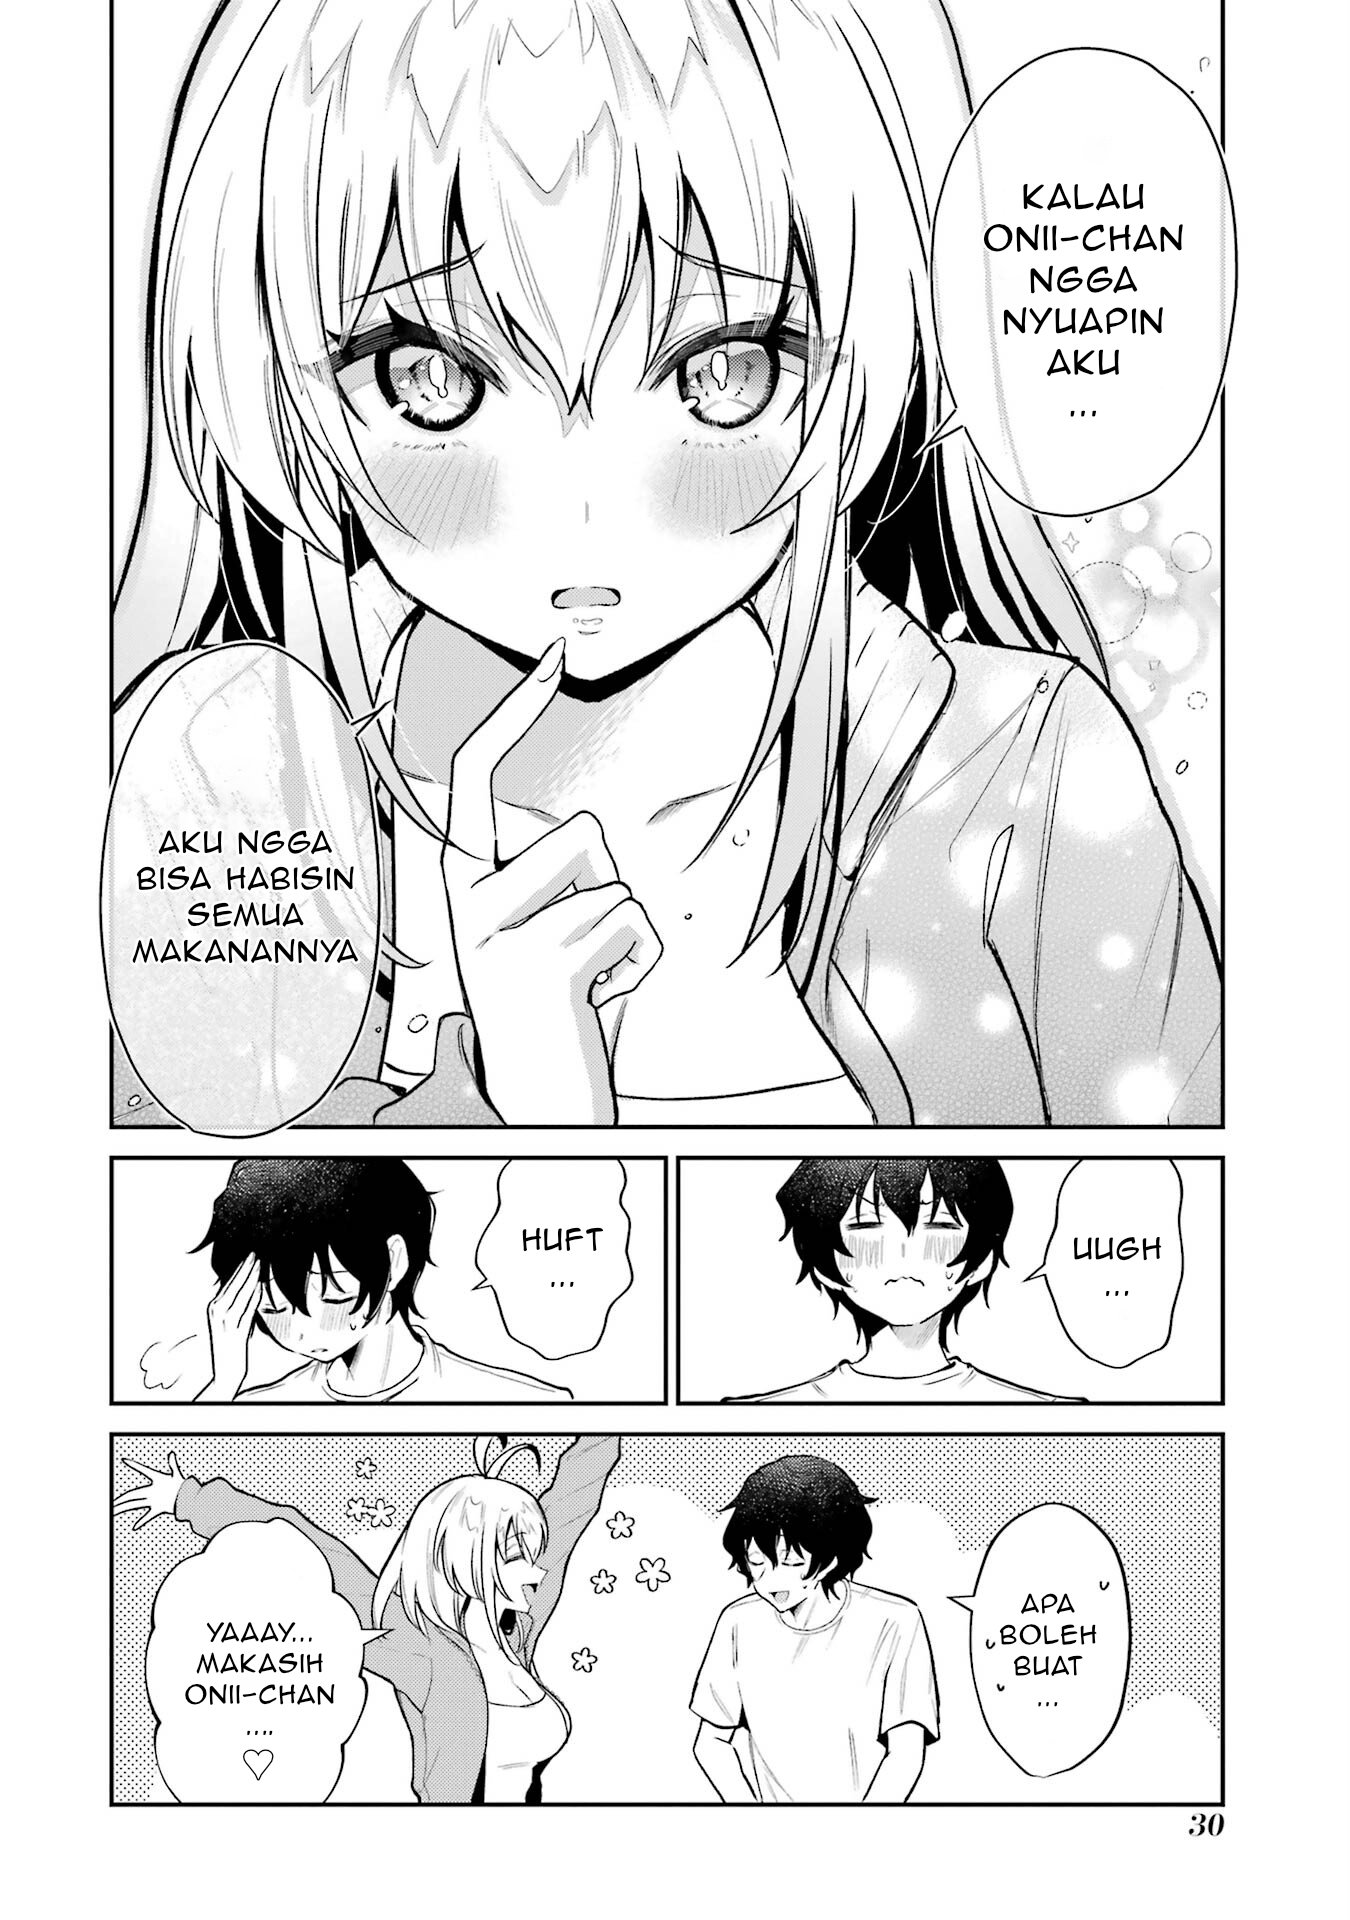 KALAU
ONII-CHAN
NGGA
NYUAPIN
AKU
...
AKU NGGA
BISA HABISIN
SEMUA
MAKANANNYA
UUGH
...
HUFT
...
APA
BOLEH
BUAT
...
YAAAY...
MAKASIH
ONII-CHAN
....
♡
30